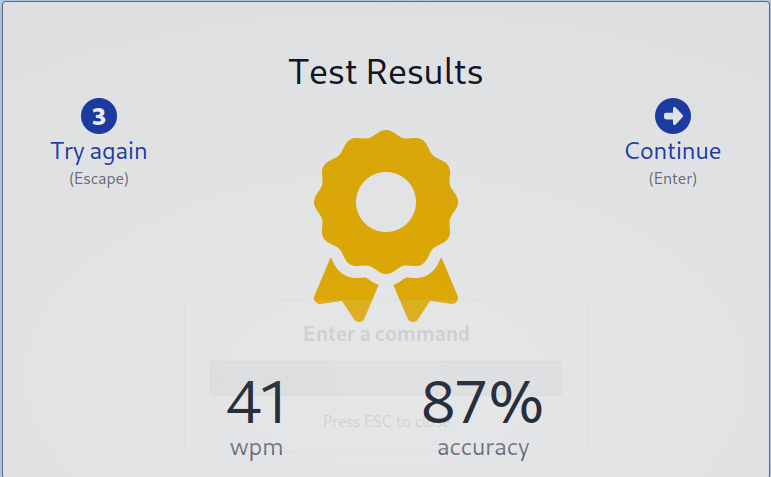 Test Results
3
Try again
(Escape)
Continue
(Enter)
Enter a command
41
87%
Press ESC to close
wpm
accuracy